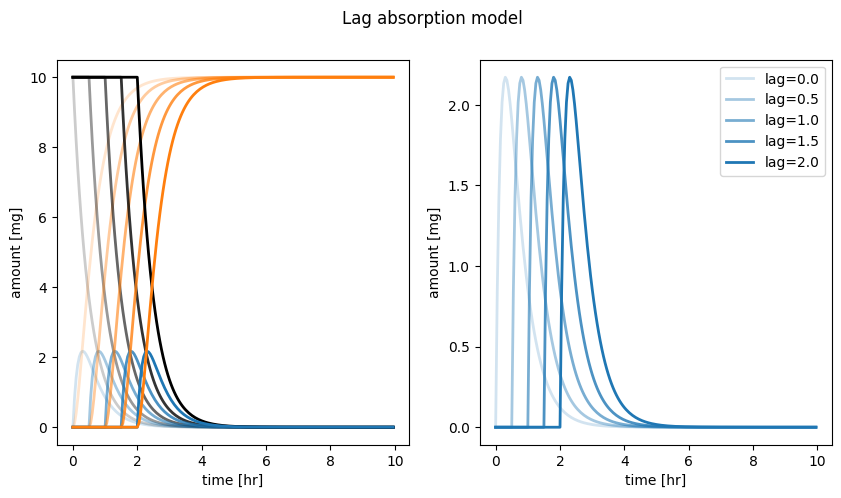 Lag absorption model
amount [mg]
10
8
6
4
2
0
0 2 4 6 8 10
time [hr]
amount [mg]
2.0
1.5
1.0
0.5
0.0
0 2 4 6 8 10
time [hr]
lag=0.0
lag=0.5
lag=1.0
lag=1.5
lag=2.0